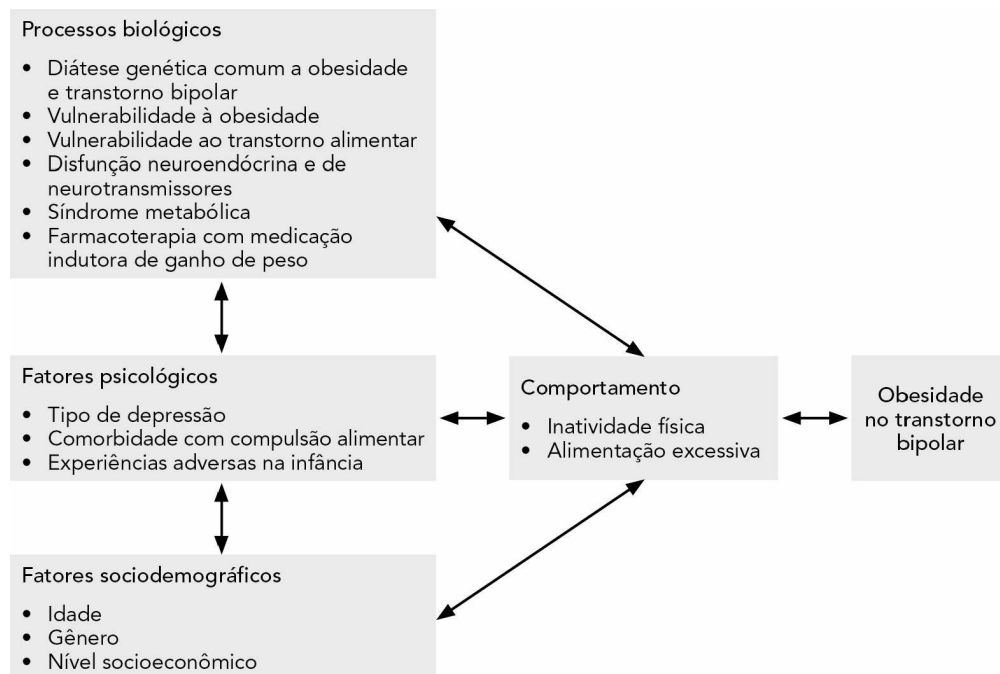 Processos biológicos
• Diátese genética comum a obesidade
e transtorno bipolar
• Vulnerabilidade à obesidade
• Vulnerabilidade ao transtorno alimentar
• Disfunção neuroendócrina e de
neurotransmissores
• Síndrome metabólica
• Farmacoterapia com medicação
indutora de ganho de peso
Fatores psicológicos
• Tipo de depressão
• Comorbidade com compulsão alimentar
• Experiências adversas na infância
Fatores sociodemográficos
• Idade
• Gênero
• Nível socioeconômico
Comportamento
• Inatividade física
• Alimentação excessiva
Obesidade
no transtorno
bipolar